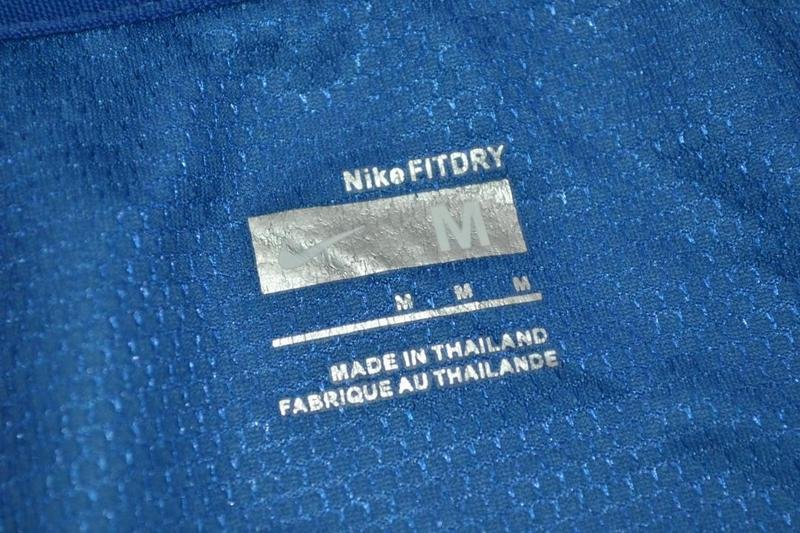 Nike FITDRY
M
M M M
MADE IN THAILAND
FABRIQUE AU THAILANDE